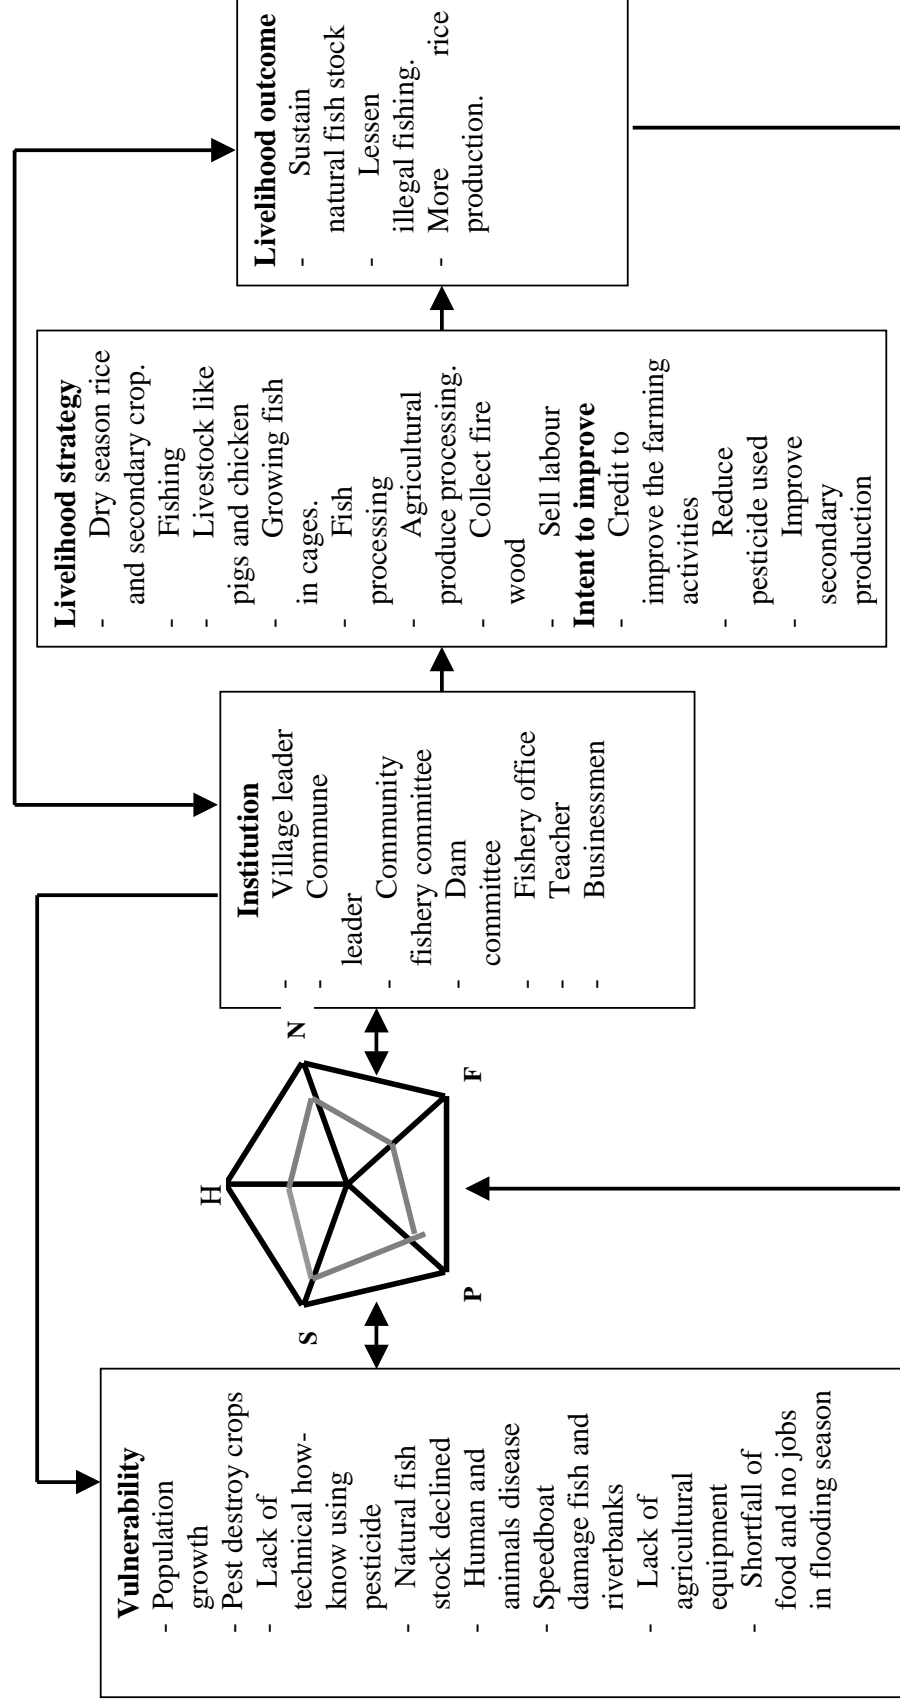 Vulnerability
- Population
growth
- Pest destroy crops
- Lack of
technical how-
know using
pesticide
- Natural fish
stock declined
- Human and
animals disease
- Speedboat
damage fish and
riverbanks
- Lack of
agricultural
equipment
- Shortfall of
food and no jobs
in flooding season
H
S
N
P
F
Institution
- Village leader
- Commune
leader
- Community
fishery committee
- Dam
committee
- Fishery office
- Teacher
- Businessmen
Livelihood strategy
- Dry season rice
and secondary crop.
- Fishing
- Livestock like
pigs and chicken
- Growing fish
in cages.
- Fish
processing
- Agricultural
produce processing.
- Collect fire
wood
- Sell labour
Intent to improve
- Credit to
improve the farming
activities
- Reduce
pesticide used
- Improve
secondary
production
Livelihood outcome
- Sustain
natural fish stock
- Lessen
illegal fishing.
- More rice
production.